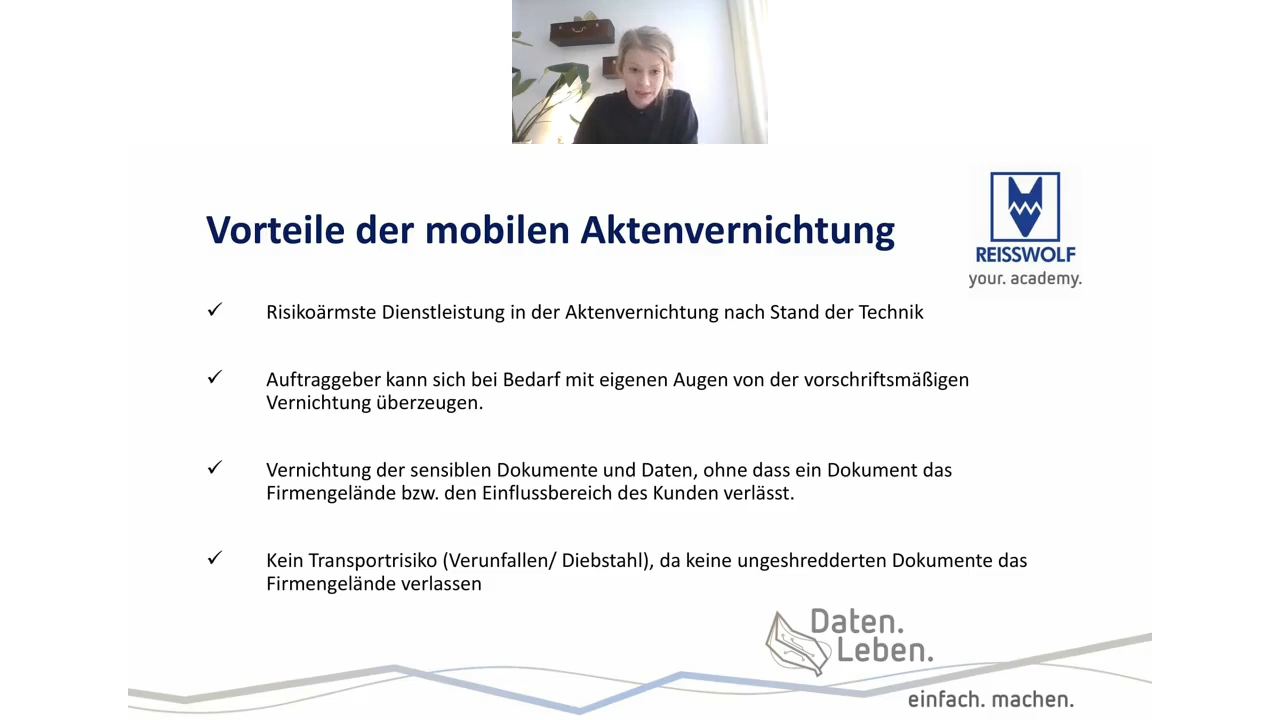 Vorteile der mobilen Aktenvernichtung
REISSWOLF
your. academy.
Risikoärmste Dienstleistung in der Aktenvernichtung nach Stand der Technik
Auftraggeber kann sich bei Bedarf mit eigenen Augen von der vorschriftsmäßigen
Vernichtung überzeugen.
Vernichtung der sensiblen Dokumente und Daten, ohne dass ein Dokument das
Firmengelände bzw. den Einflussbereich des Kunden verlässt.
Kein Transportrisiko (Verunfallen/ Diebstahl), da keine ungeshredderten Dokumente das
Firmengelände verlassen
Daten.
Leben.
einfach. machen.